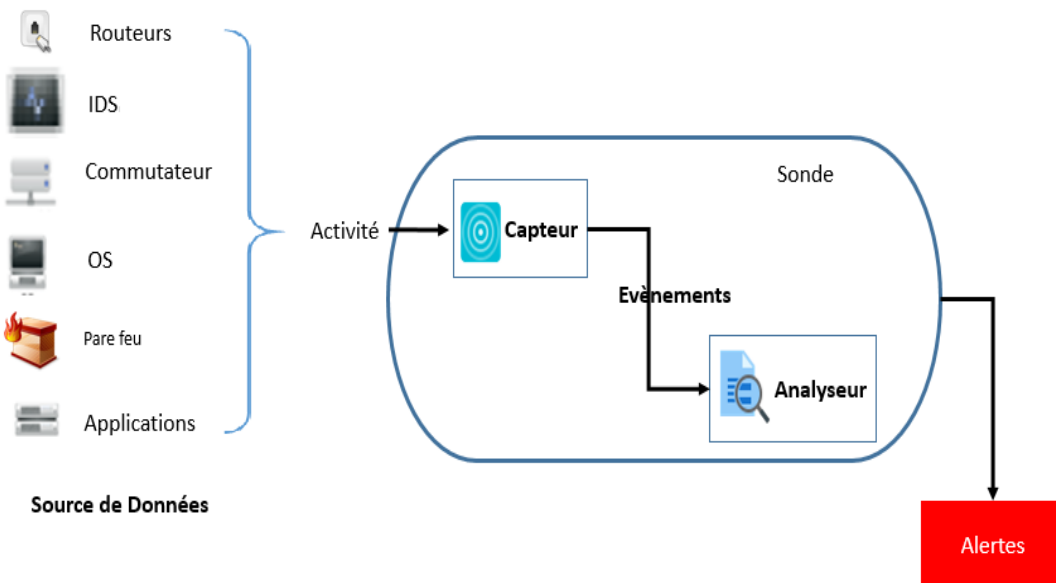 Routeurs
IDS
Commutateur
OS
Pare feu
Applications
Source de Données
Activité
Sonde
Capteur
Evènements
Analyseur
Alertes